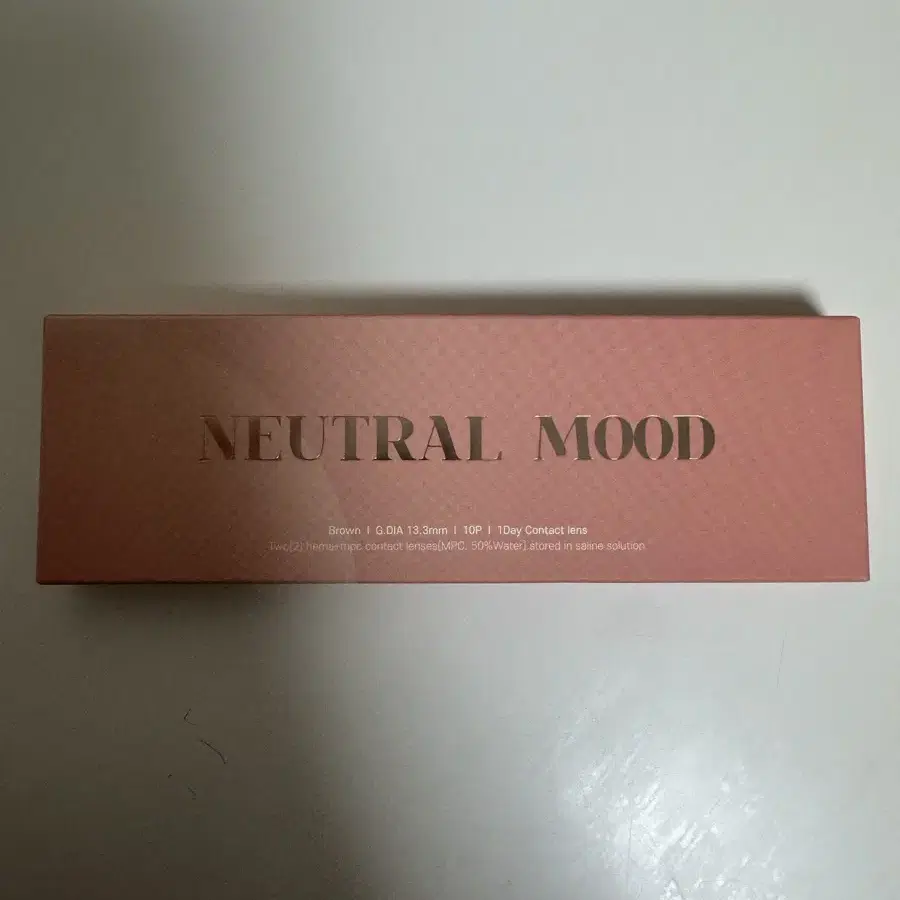 NEUTRAL MOOD
Brown I G.DIA 13.3mm I 10P I 1Day Contact lens
Two(2) hema-mpc contact lenses(MPC, 50%Water) stored in saline solution